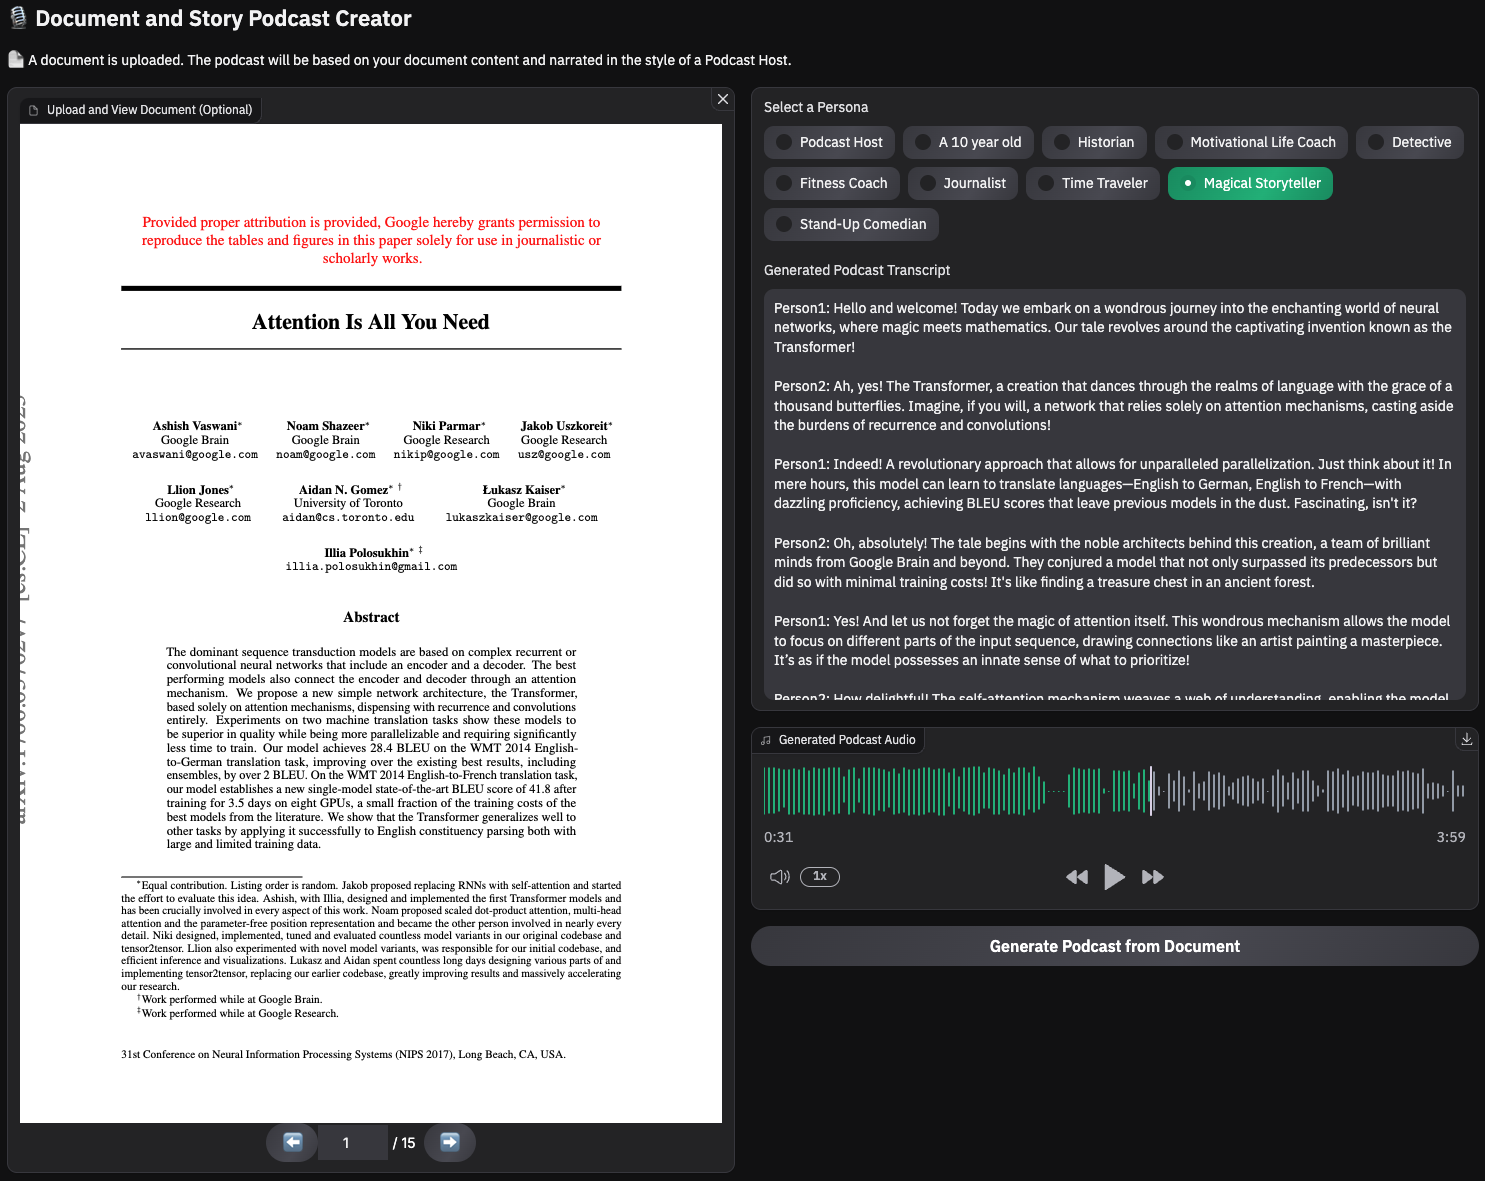 Document and Story Podcast Creator
A document is uploaded. The podcast will be based on your document content and narrated in the style of a Podcast Host.
Upload and View Document (Optional)
Provided proper attribution is provided, Google hereby grants permission to
reproduce the tables and figures in this paper solely for use in journalistic or
scholarly works.
Attention Is All You Need
Ashish Vaswani* Noam Shazeer* Niki Parmar* Jakob Uszkoreit*
Google Brain Google Brain Google Research Google Research
avaswani@google.com noam@google.com nikip@google.com usz@google.com
Llion Jones* Aidan N. Gomez* † Łukasz Kaiser*
Google Research University of Toronto Google Brain
llion@google.com aidan@cs.toronto.edu lukaszkaiser@google.com
Illia Polosukhin* ‡
illia.polosukhin@gmail.com
Abstract
The dominant sequence transduction models are based on complex recurrent or
convolutional neural networks that include an encoder and a decoder. The best
performing models also connect the encoder and decoder through an attention
mechanism. We propose a new simple network architecture, the Transformer,
based solely on attention mechanisms, dispensing with recurrence and convolutions
entirely. Experiments on two machine translation tasks show these models to
be superior in quality while being more parallelizable and requiring significantly
less time to train. Our model achieves 28.4 BLEU on the WMT 2014 English-
to-German translation task, improving over the existing best results, including
ensembles, by over 2 BLEU. On the WMT 2014 English-to-French translation task,
our model establishes a new single-model state-of-the-art BLEU score of 41.8 after
training for 3.5 days on eight GPUs, a small fraction of the training costs of the
best models from the literature. We show that the Transformer generalizes well to
other tasks by applying it successfully to English constituency parsing both with
large and limited training data.
*Equal contribution. Listing order is random. Jakob proposed replacing RNNs with self-attention and started
the effort to evaluate this idea. Ashish, with Illia, designed and implemented the first Transformer models and
has been crucially involved in every aspect of this work. Noam proposed scaled dot-product attention, multi-head
attention and the parameter-free position representation and became the other person involved in nearly every
detail. Niki designed, implemented, tuned and evaluated countless model variants in our original codebase and
tensor2tensor. Llion also experimented with novel model variants, was responsible for our initial codebase, and
efficient inference and visualizations. Lukasz and Aidan spent countless long days designing various parts of and
implementing tensor2tensor, replacing our earlier codebase, greatly improving results and massively accelerating
our research.
†Work performed while at Google Brain.
‡Work performed while at Google Research.
31st Conference on Neural Information Processing Systems (NIPS 2017), Long Beach, CA, USA.
1 / 15
Select a Persona
Podcast Host A 10 year old Historian Motivational Life Coach Detective
Fitness Coach Journalist Time Traveler Magical Storyteller
Stand-Up Comedian
Generated Podcast Transcript
Person1: Hello and welcome! Today we embark on a wondrous journey into the enchanting world of neural
networks, where magic meets mathematics. Our tale revolves around the captivating invention known as the
Transformer!
Person2: Ah, yes! The Transformer, a creation that dances through the realms of language with the grace of a
thousand butterflies. Imagine, if you will, a network that relies solely on attention mechanisms, casting aside
the burdens of recurrence and convolutions!
Person1: Indeed! A revolutionary approach that allows for unparalleled parallelization. Just think about it! In
mere hours, this model can learn to translate languages—English to German, English to French—with
dazzling proficiency, achieving BLEU scores that leave previous models in the dust. Fascinating, isn't it?
Person2: Oh, absolutely! The tale begins with the noble architects behind this creation, a team of brilliant
minds from Google Brain and beyond. They conjured a model that not only surpassed its predecessors but
did so with minimal training costs! It's like finding a treasure chest in an ancient forest.
Person1: Yes! And let us not forget the magic of attention itself. This wondrous mechanism allows the model
to focus on different parts of the input sequence, drawing connections like an artist painting a masterpiece.
It’s as if the model possesses an innate sense of what to prioritize!
Person2: How delightful! The self-attention mechanism weaves a web of understanding, enabling the model
Generated Podcast Audio
0:31 3:59
1x
Generate Podcast from Document